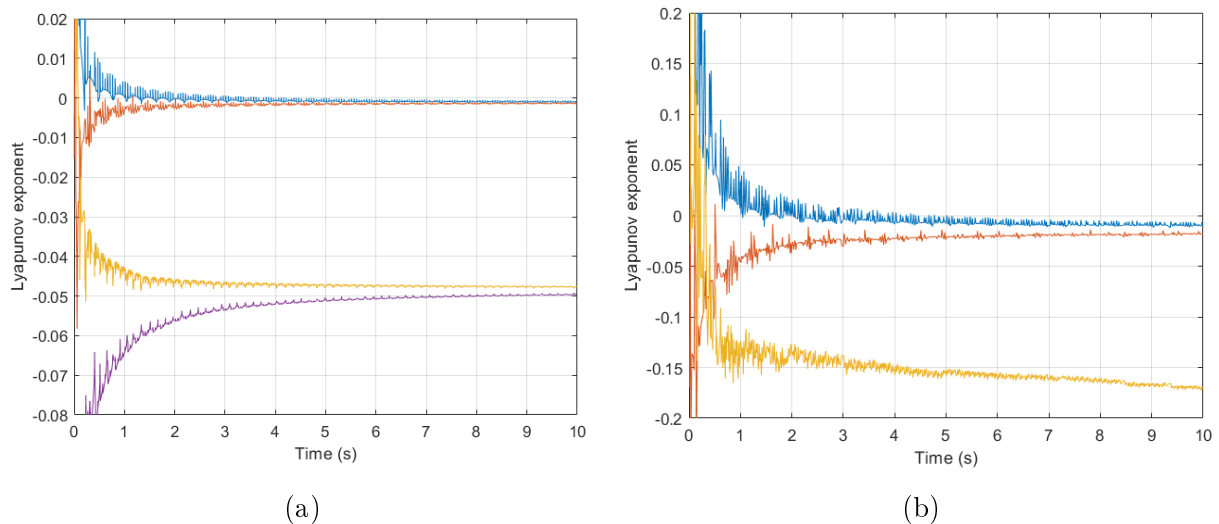 (a)
0.02
0.01
0
-0.01
-0.02
-0.03
-0.04
-0.05
-0.06
-0.07
-0.08
Lyapunov exponent
0 1 2 3 4 5 6 7 8 9 10
Time (s)
(b)
0.2
0.15
0.1
0.05
0
-0.05
-0.1
-0.15
-0.2
Lyapunov exponent
0 1 2 3 4 5 6 7 8 9 10
Time (s)
(a)
(b)